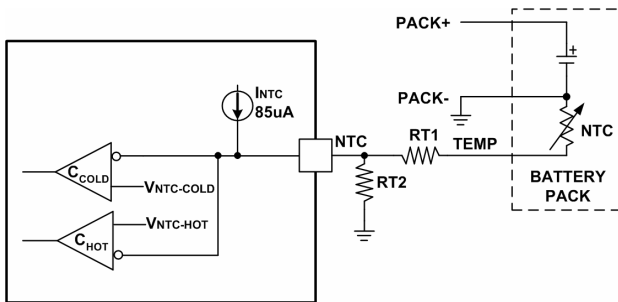 PACK+
INTC
85uA
PACK-
NTC
NTC
RT1
TEMP
CCOLD
VNTC-COLD
RT2
BATTERY
PACK
VNTC-HOT
CHOT
+